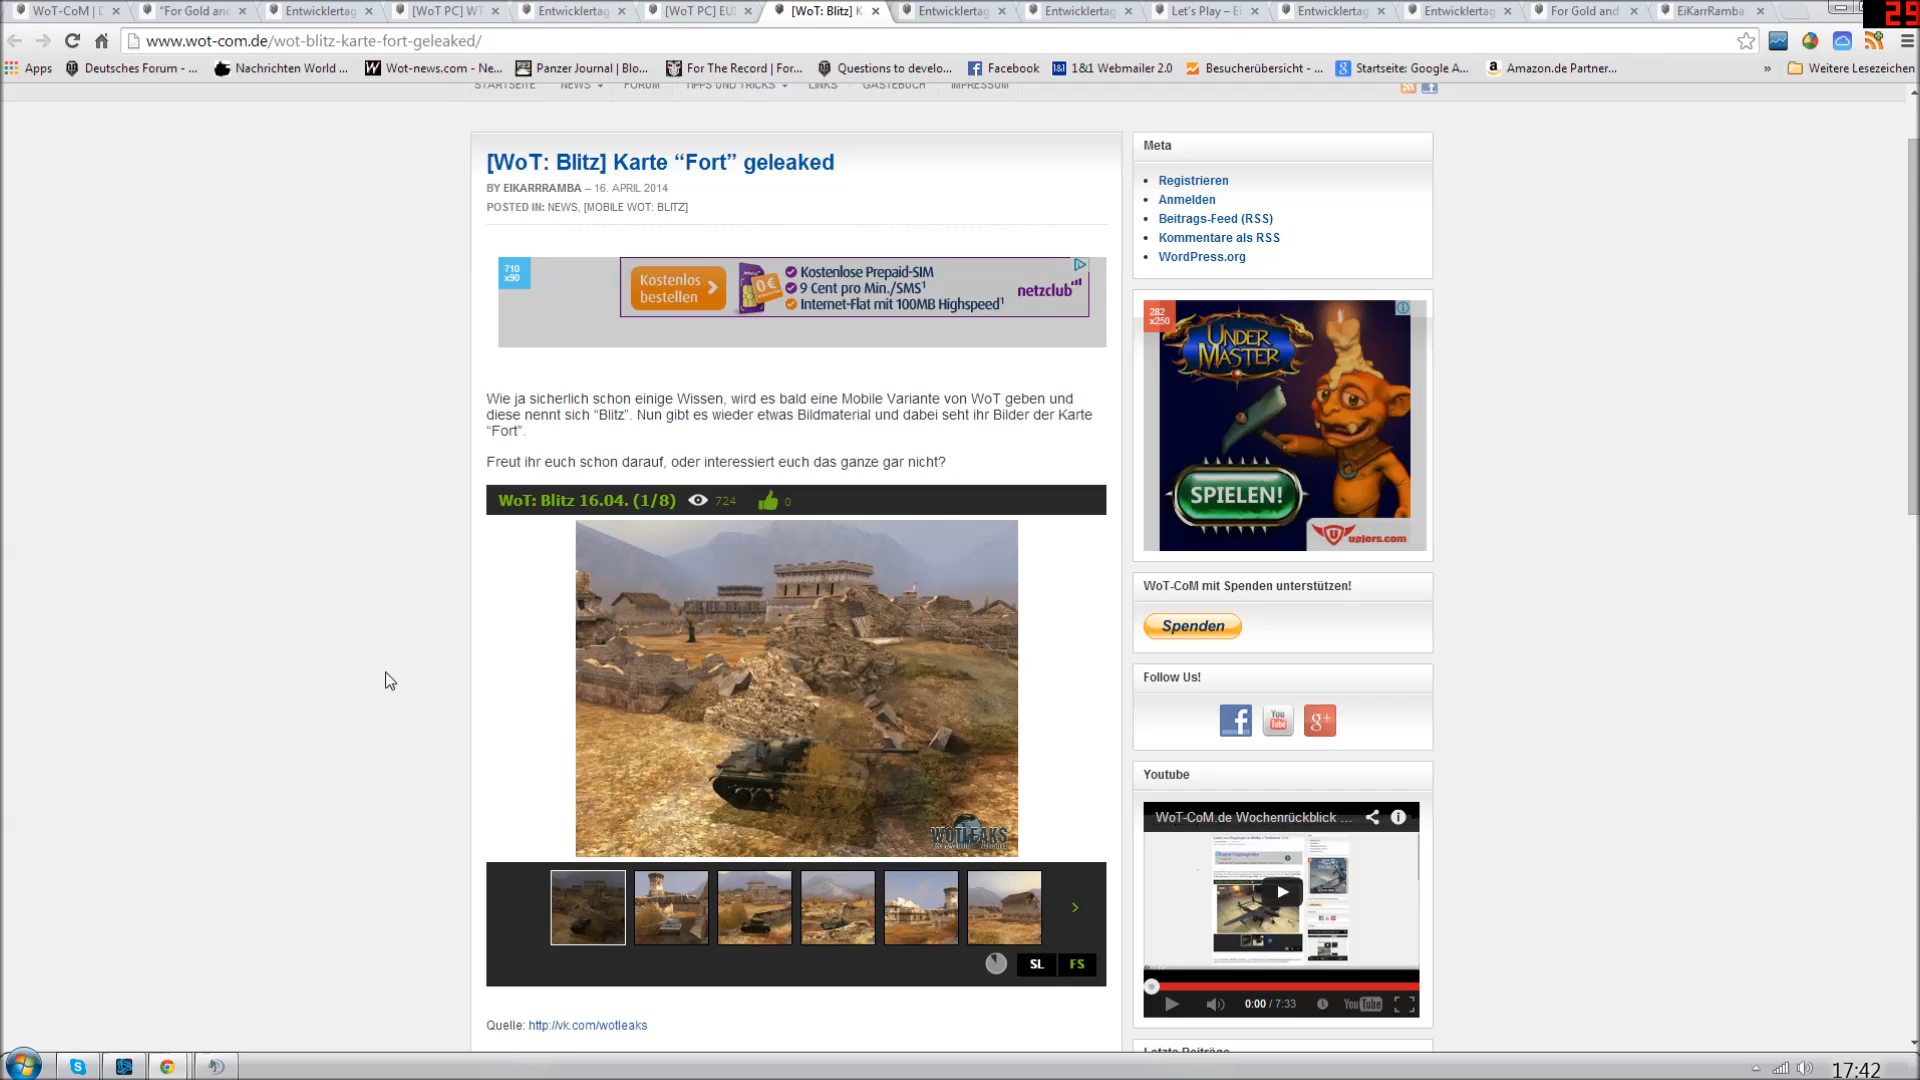 WoT-CoM | D
"For Gold and
Entwicklertag
[WoT PC] WT
Entwicklertag
[WoT PC] EU
[WoT: Blitz] K
Entwicklertag
Entwicklertag
Let's Play – Ei
Entwicklertag
Entwicklertag
For Gold and
EiKarrRamba
29
www.wot-com.de/wot-blitz-karte-fort-geleaked/
Apps
Deutsches Forum - ...
Nachrichten World ...
Wot-news.com - Ne...
Panzer Journal | Blo...
For The Record | For...
Questions to develo...
Facebook
1&1 Webmailer 2.0
Besucherübersicht - ...
Startseite: Google A...
Amazon.de Partner...
»
Weitere Lesezeichen
STARTSEITE
NEWS
FORUM
TIPPS UND TRICKS
LINKS
GÄSTEBUCH
IMPRESSUM
[WoT: Blitz] Karte “Fort” geleaked
BY EIKARRRAMBA – 16. APRIL 2014
POSTED IN: NEWS, [MOBILE WOT: BLITZ]
710
x90
Kostenlos
bestellen
0€
Kostenlose Prepaid-SIM
9 Cent pro Min./SMS¹
Internet-Flat mit 100MB Highspeed¹
netzclub
Wie ja sicherlich schon einige Wissen, wird es bald eine Mobile Variante von WoT geben und
diese nennt sich “Blitz”. Nun gibt es wieder etwas Bildmaterial und dabei seht ihr Bilder der Karte
“Fort”.
Freut ihr euch schon darauf, oder interessiert euch das ganze gar nicht?
WoT: Blitz 16.04. (1/8)
724
0
WOTLEAKS
SL
FS
Quelle: http://vk.com/wotleaks
Meta
Registrieren
Anmelden
Beitrags-Feed (RSS)
Kommentare als RSS
WordPress.org
282
x250
UNDER
MASTER
SPIELEN!
upjers.com
WoT-CoM mit Spenden unterstützen!
Spenden
Follow Us!
You
Tube
g+
Youtube
WoT-CoM.de Wochenrückblick ...
0:00 / 7:33
YouTube
Letzte Beiträge
17:42